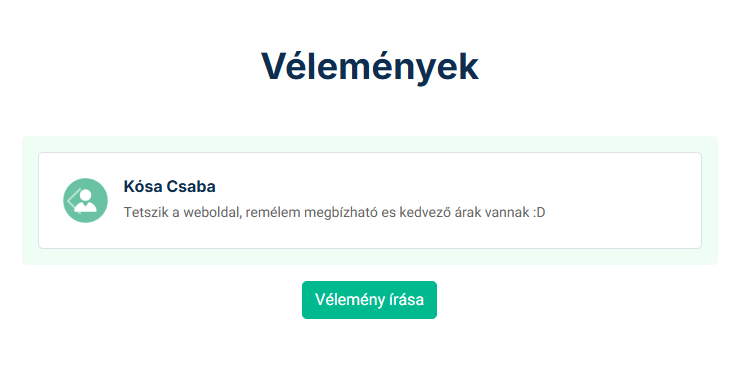 Vélemények
Kósa Csaba
Tetszik a weboldal, remélem megbízható es kedvező árak vannak :D
Vélemény írása